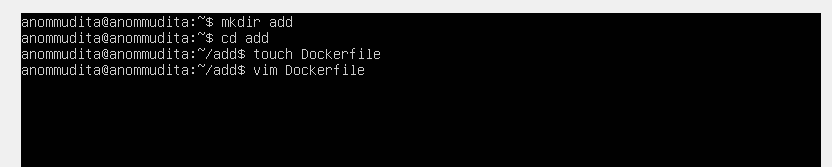 anommudita@anommudita:~$ mkdir add
anommudita@anommudita:~$ cd add
anommudita@anommudita:~/add$ touch Dockerfile
anommudita@anommudita:~/add$ vim Dockerfile